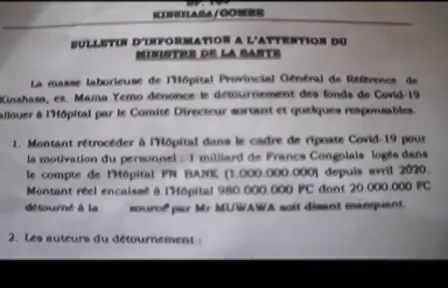 KINSHASA/GOMBE
BULLETIN D'INFORMATION A L'ATTENTION DU
MINISTRE DE LA SANTE
La masse laborieuse de l'Hôpital Provincial Général de Référence de
Kinshasa, ex. Mama Yemo dénonce le détournement des fonds de Covid-19
allouer à l'Hôpital par le Comité Directeur sortant et quelques responsables.
1. Montant rétrocéder à l'Hôpital dans le cadre de riposte Covid-19 pour
la motivation du personnel : 1 milliard de Francs Congolais logés dans
le compte de l'Hôpital FN BANK (1.000.000.000) depuis avril 2020.
Montant réel encaissé à l'Hôpital 980.000.000 FC dont 20.000.000 FC
détourné à la source par Mr MUWAWA soit disant manquant.
2. Les auteurs du détournement :